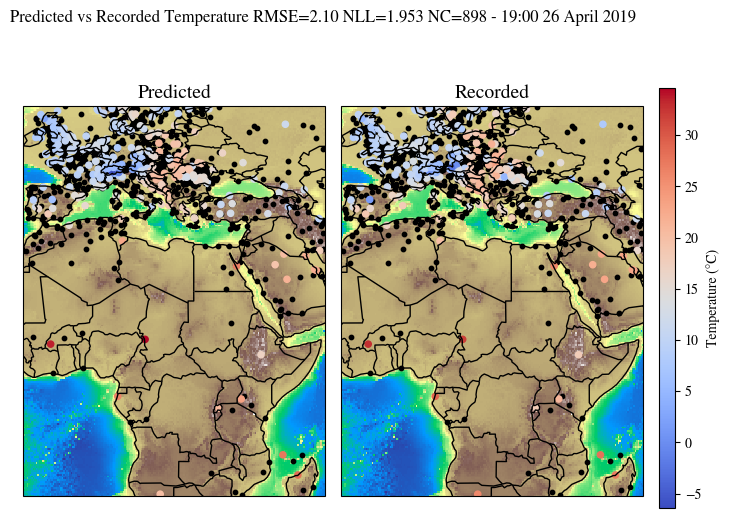 Predicted vs Recorded Temperature RMSE=2.10 NLL=1.953 NC=898 - 19:00 26 April 2019
Predicted
Recorded
30
25
20
15
10
5
0
−5
Temperature (°C)